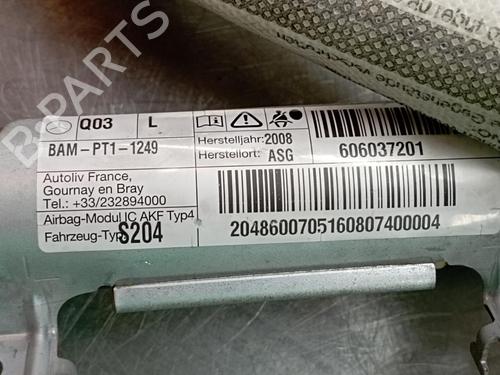 Q03 L
BAM-PT1-1249
Herstelljahr: 2008
Herstellort: ASG
606037201
Autoliv France,
Gournay en Bray
Tel.: +33/232894000
Airbag-Modul IC AKF Typ4
Fahrzeug-Typ S204
2048600705160807400004